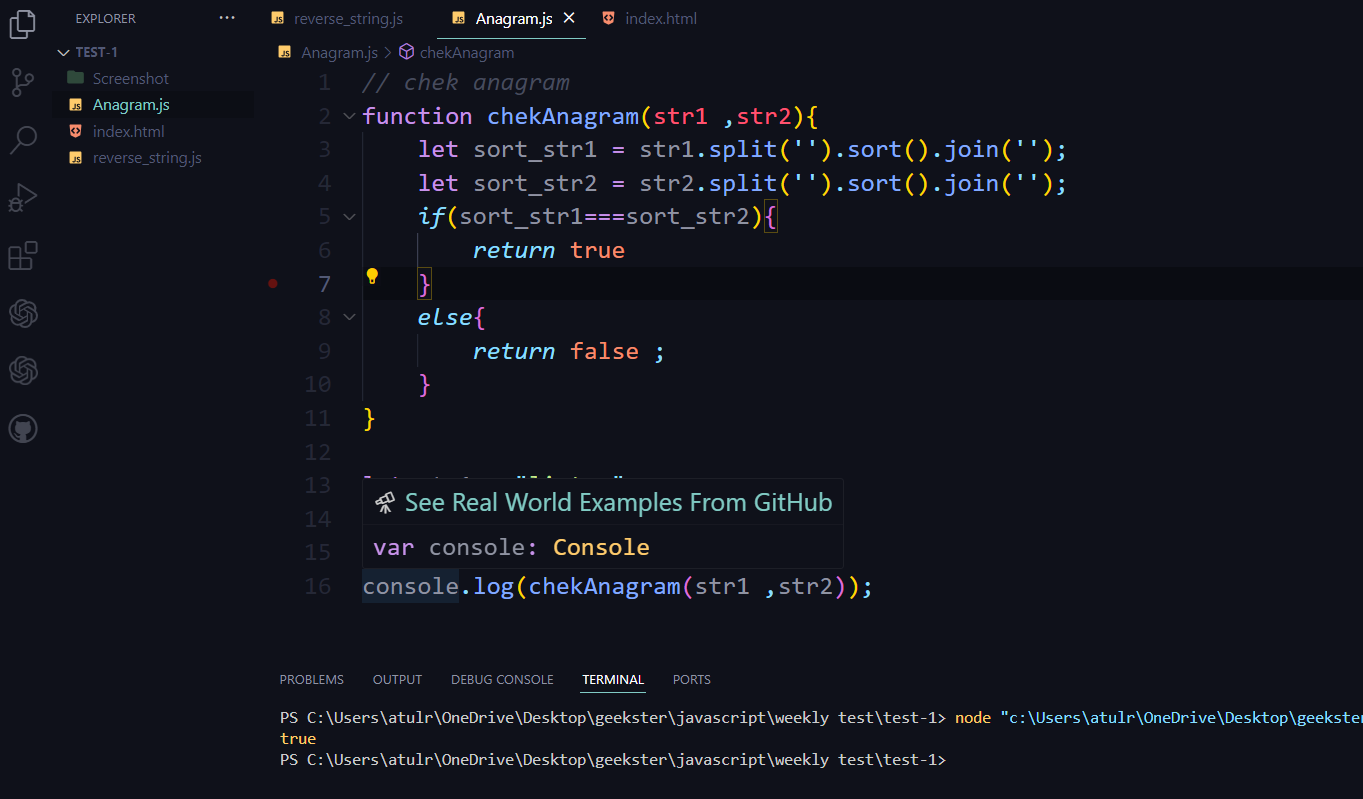 EXPLORER ···
TEST-1
Screenshot
Anagram.js
index.html
reverse_string.js
reverse_string.js Anagram.js × index.html
Anagram.js > chekAnagram
1 // chek anagram
2 function chekAnagram(str1 ,str2){
3 let sort_str1 = str1.split('').sort().join('');
4 let sort_str2 = str2.split('').sort().join('');
5 if(sort_str1===sort_str2){
6 return true
7 }
8 else{
9 return false ;
10 }
11 }
12
13
14
15
See Real World Examples From GitHub
var console: Console
16 console.log(chekAnagram(str1 ,str2));
PROBLEMS OUTPUT DEBUG CONSOLE TERMINAL PORTS
PS C:\Users\atulr\OneDrive\Desktop\geekster\javascript\weekly test\test-1> node "c:\Users\atulr\OneDrive\Desktop\geekster
true
PS C:\Users\atulr\OneDrive\Desktop\geekster\javascript\weekly test\test-1>